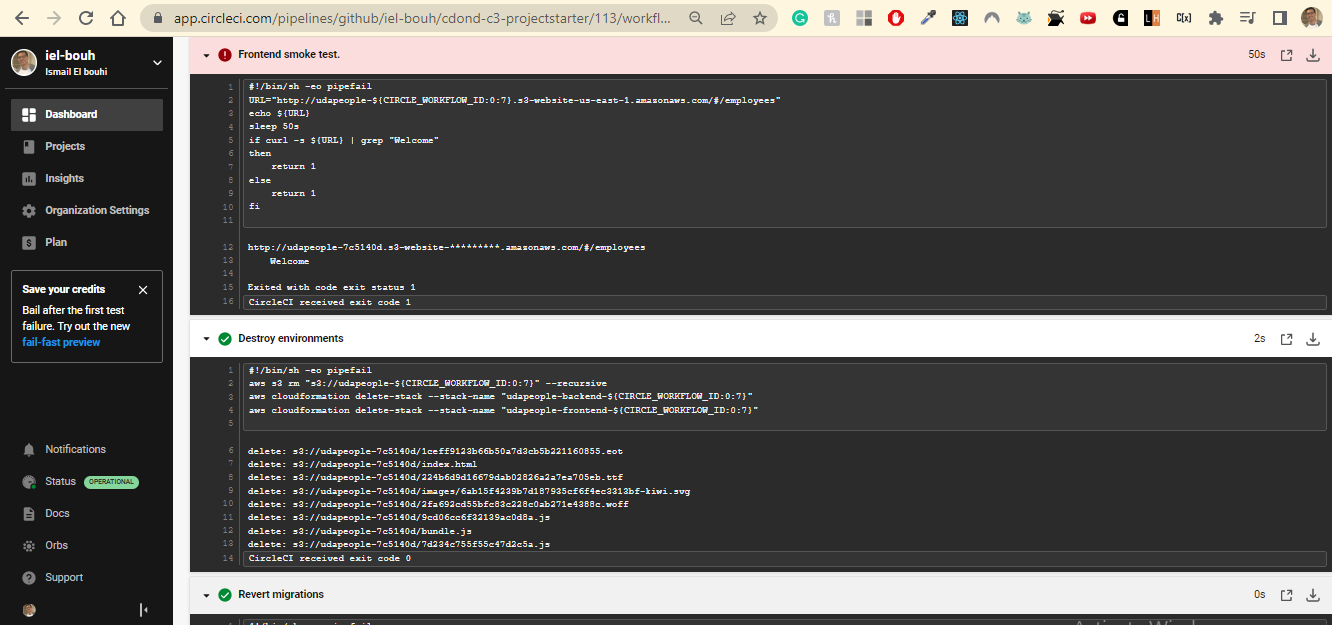 app.circleci.com/pipelines/github/iel-bouh/cdond-c3-projectstarter/113/workfl...
iel-bouh
Ismail El bouhi
Dashboard
Projects
Insights
Organization Settings
Plan
Save your credits
Bail after the first test
failure. Try out the new
fail-fast preview
Notifications
Status OPERATIONAL
Docs
Orbs
Support
Frontend smoke test. 50s
1 #!/bin/sh -eo pipefail
2 URL="http://udapeople-${CIRCLE_WORKFLOW_ID:0:7}.s3-website-us-east-1.amazonaws.com/#/employees"
3 echo ${URL}
4 sleep 50s
5 if curl -s ${URL} | grep "Welcome"
6 then
7 return 1
8 else
9 return 1
10 fi
11
12 http://udapeople-7c5140d.s3-website-*********.amazonaws.com/#/employees
13 Welcome
14
15 Exited with code exit status 1
16 CircleCI received exit code 1
Destroy environments 2s
1 #!/bin/sh -eo pipefail
2 aws s3 rm "s3://udapeople-${CIRCLE_WORKFLOW_ID:0:7}" --recursive
3 aws cloudformation delete-stack --stack-name "udapeople-backend-${CIRCLE_WORKFLOW_ID:0:7}"
4 aws cloudformation delete-stack --stack-name "udapeople-frontend-${CIRCLE_WORKFLOW_ID:0:7}"
5
6 delete: s3://udapeople-7c5140d/1ceff9123b66b50a7d3cb5b221160855.eot
7 delete: s3://udapeople-7c5140d/index.html
8 delete: s3://udapeople-7c5140d/224b6d9d16679dab02826a2a7ea705eb.ttf
9 delete: s3://udapeople-7c5140d/images/6ab15f4239b7d187935cf6f4ec3313bf-kiwi.svg
10 delete: s3://udapeople-7c5140d/2fa692cd55bfc83c228c0ab271e4388c.woff
11 delete: s3://udapeople-7c5140d/9cd06cc6f32139ac0d8a.js
12 delete: s3://udapeople-7c5140d/bundle.js
13 delete: s3://udapeople-7c5140d/7d234c755f55c47d2c5a.js
14 CircleCI received exit code 0
Revert migrations 0s